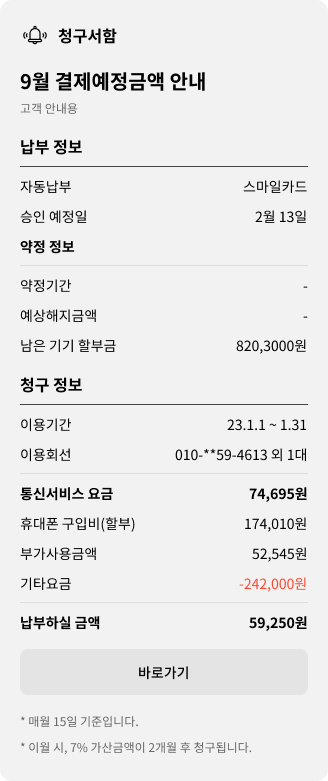 청구서함
9월 결제예정금액 안내
고객 안내용
납부 정보
자동납부 스마일카드
승인 예정일 2월 13일
약정 정보
약정기간 -
예상해지금액 -
남은 기기 할부금 820,3000원
청구 정보
이용기간 23.1.1 ~ 1.31
이용회선 010-**59-4613 외 1대
통신서비스 요금 74,695원
휴대폰 구입비(할부) 174,010원
부가사용금액 52,545원
기타요금 -242,000원
납부하실 금액 59,250원
바로가기
* 매월 15일 기준입니다.
* 이월 시, 7% 가산금액이 2개월 후 청구됩니다.